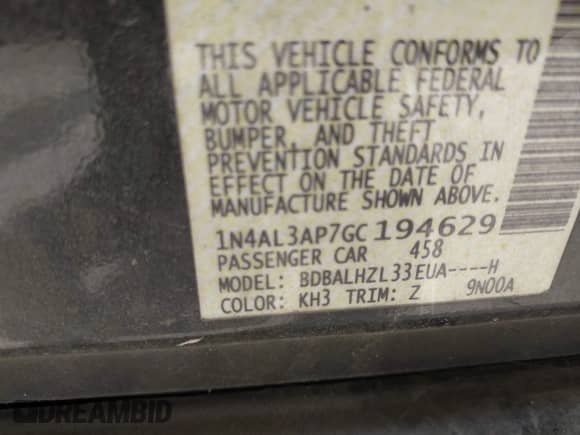 THIS VEHICLE CONFORMS TO
ALL APPLICABLE FEDERAL
MOTOR VEHICLE SAFETY,
BUMPER, AND THEFT
PREVENTION STANDARDS IN
EFFECT ON THE DATE OF
MANUFACTURE SHOWN ABOVE.
1N4AL3AP7GC194629
PASSENGER CAR 458
MODEL: BDBALHZL33EUA----H
COLOR: KH3 TRIM: Z 9N00A
DREAMBID